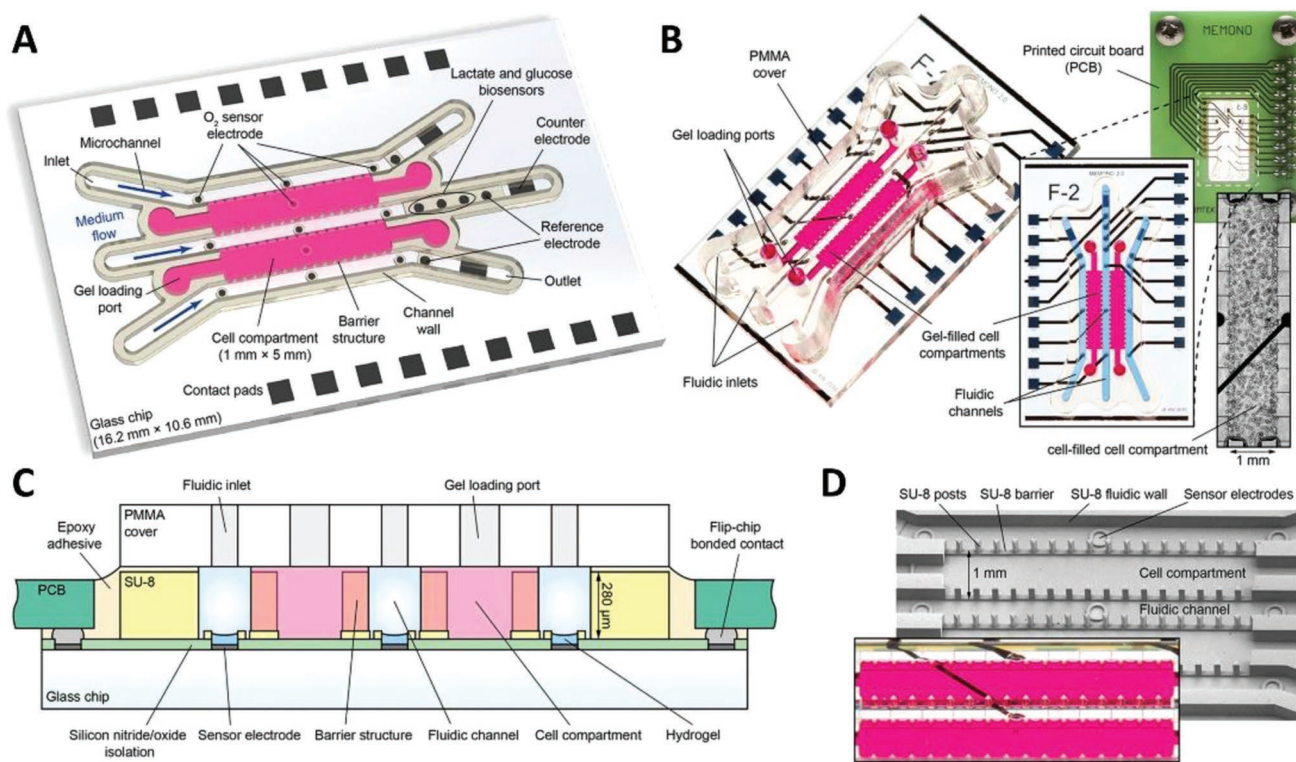 A
O2 sensor
electrode
Lactate and glucose
biosensors
Counter
electrode
Microchannel
Inlet
Medium
flow
Reference
electrode
Outlet
Gel loading
port
Cell compartment
(1 mm × 5 mm)
Barrier
structure
Channel
wall
Contact pads
Glass chip
(16.2 mm × 10.6 mm)
B
PMMA
cover
Printed circuit board
(PCB)
MEMONO
Gel loading ports
F-2
MEMONO 2.0
Gel-filled cell
compartments
Fluidic inlets
Fluidic
channels
cell-filled cell compartment
1 mm
C
Fluidic inlet
Gel loading port
PMMA
cover
Epoxy
adhesive
Flip-chip
bonded contact
PCB
SU-8
280 µm
Glass chip
Silicon nitride/oxide
isolation
Sensor electrode
Barrier structure
Fluidic channel
Cell compartment
Hydrogel
D
SU-8 posts
SU-8 barrier
SU-8 fluidic wall
Sensor electrodes
1 mm
Cell compartment
Fluidic channel